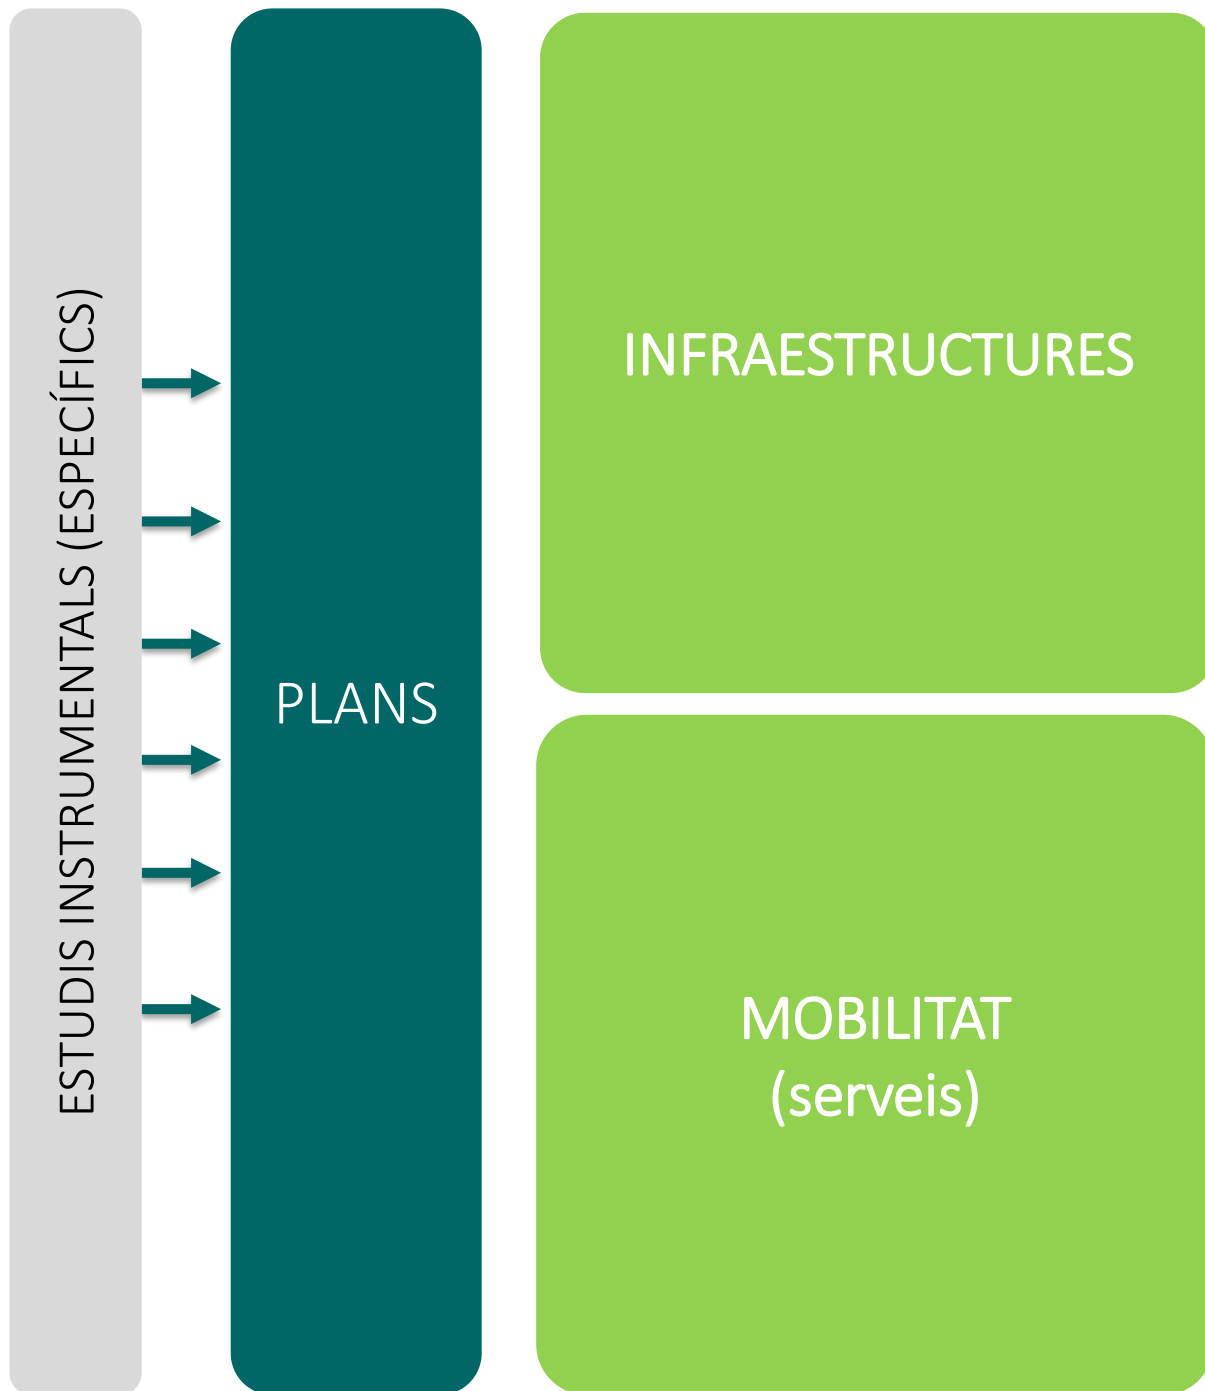 ESTUDIS INSTRUMENTALS (ESPECÍFICS)
PLANS
INFRAESTRUCTURES
MOBILITAT
(serveis)